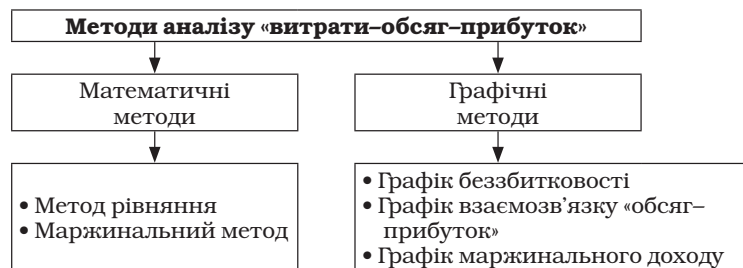 Методи аналізу «витрати–обсяг–прибуток»
Математичні
методи
Графічні
методи
• Метод рівняння
• Маржинальний метод
• Графік беззбитковості
• Графік взаємозв'язку «обсяг–
прибуток»
• Графік маржинального доходу